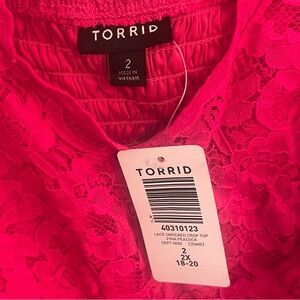 TORRID
2
MADE IN
VIETNAM
TORRID
40310123
LACE SMOCKED CROP TOP
PINK PEACOCK
2
2X
18-20